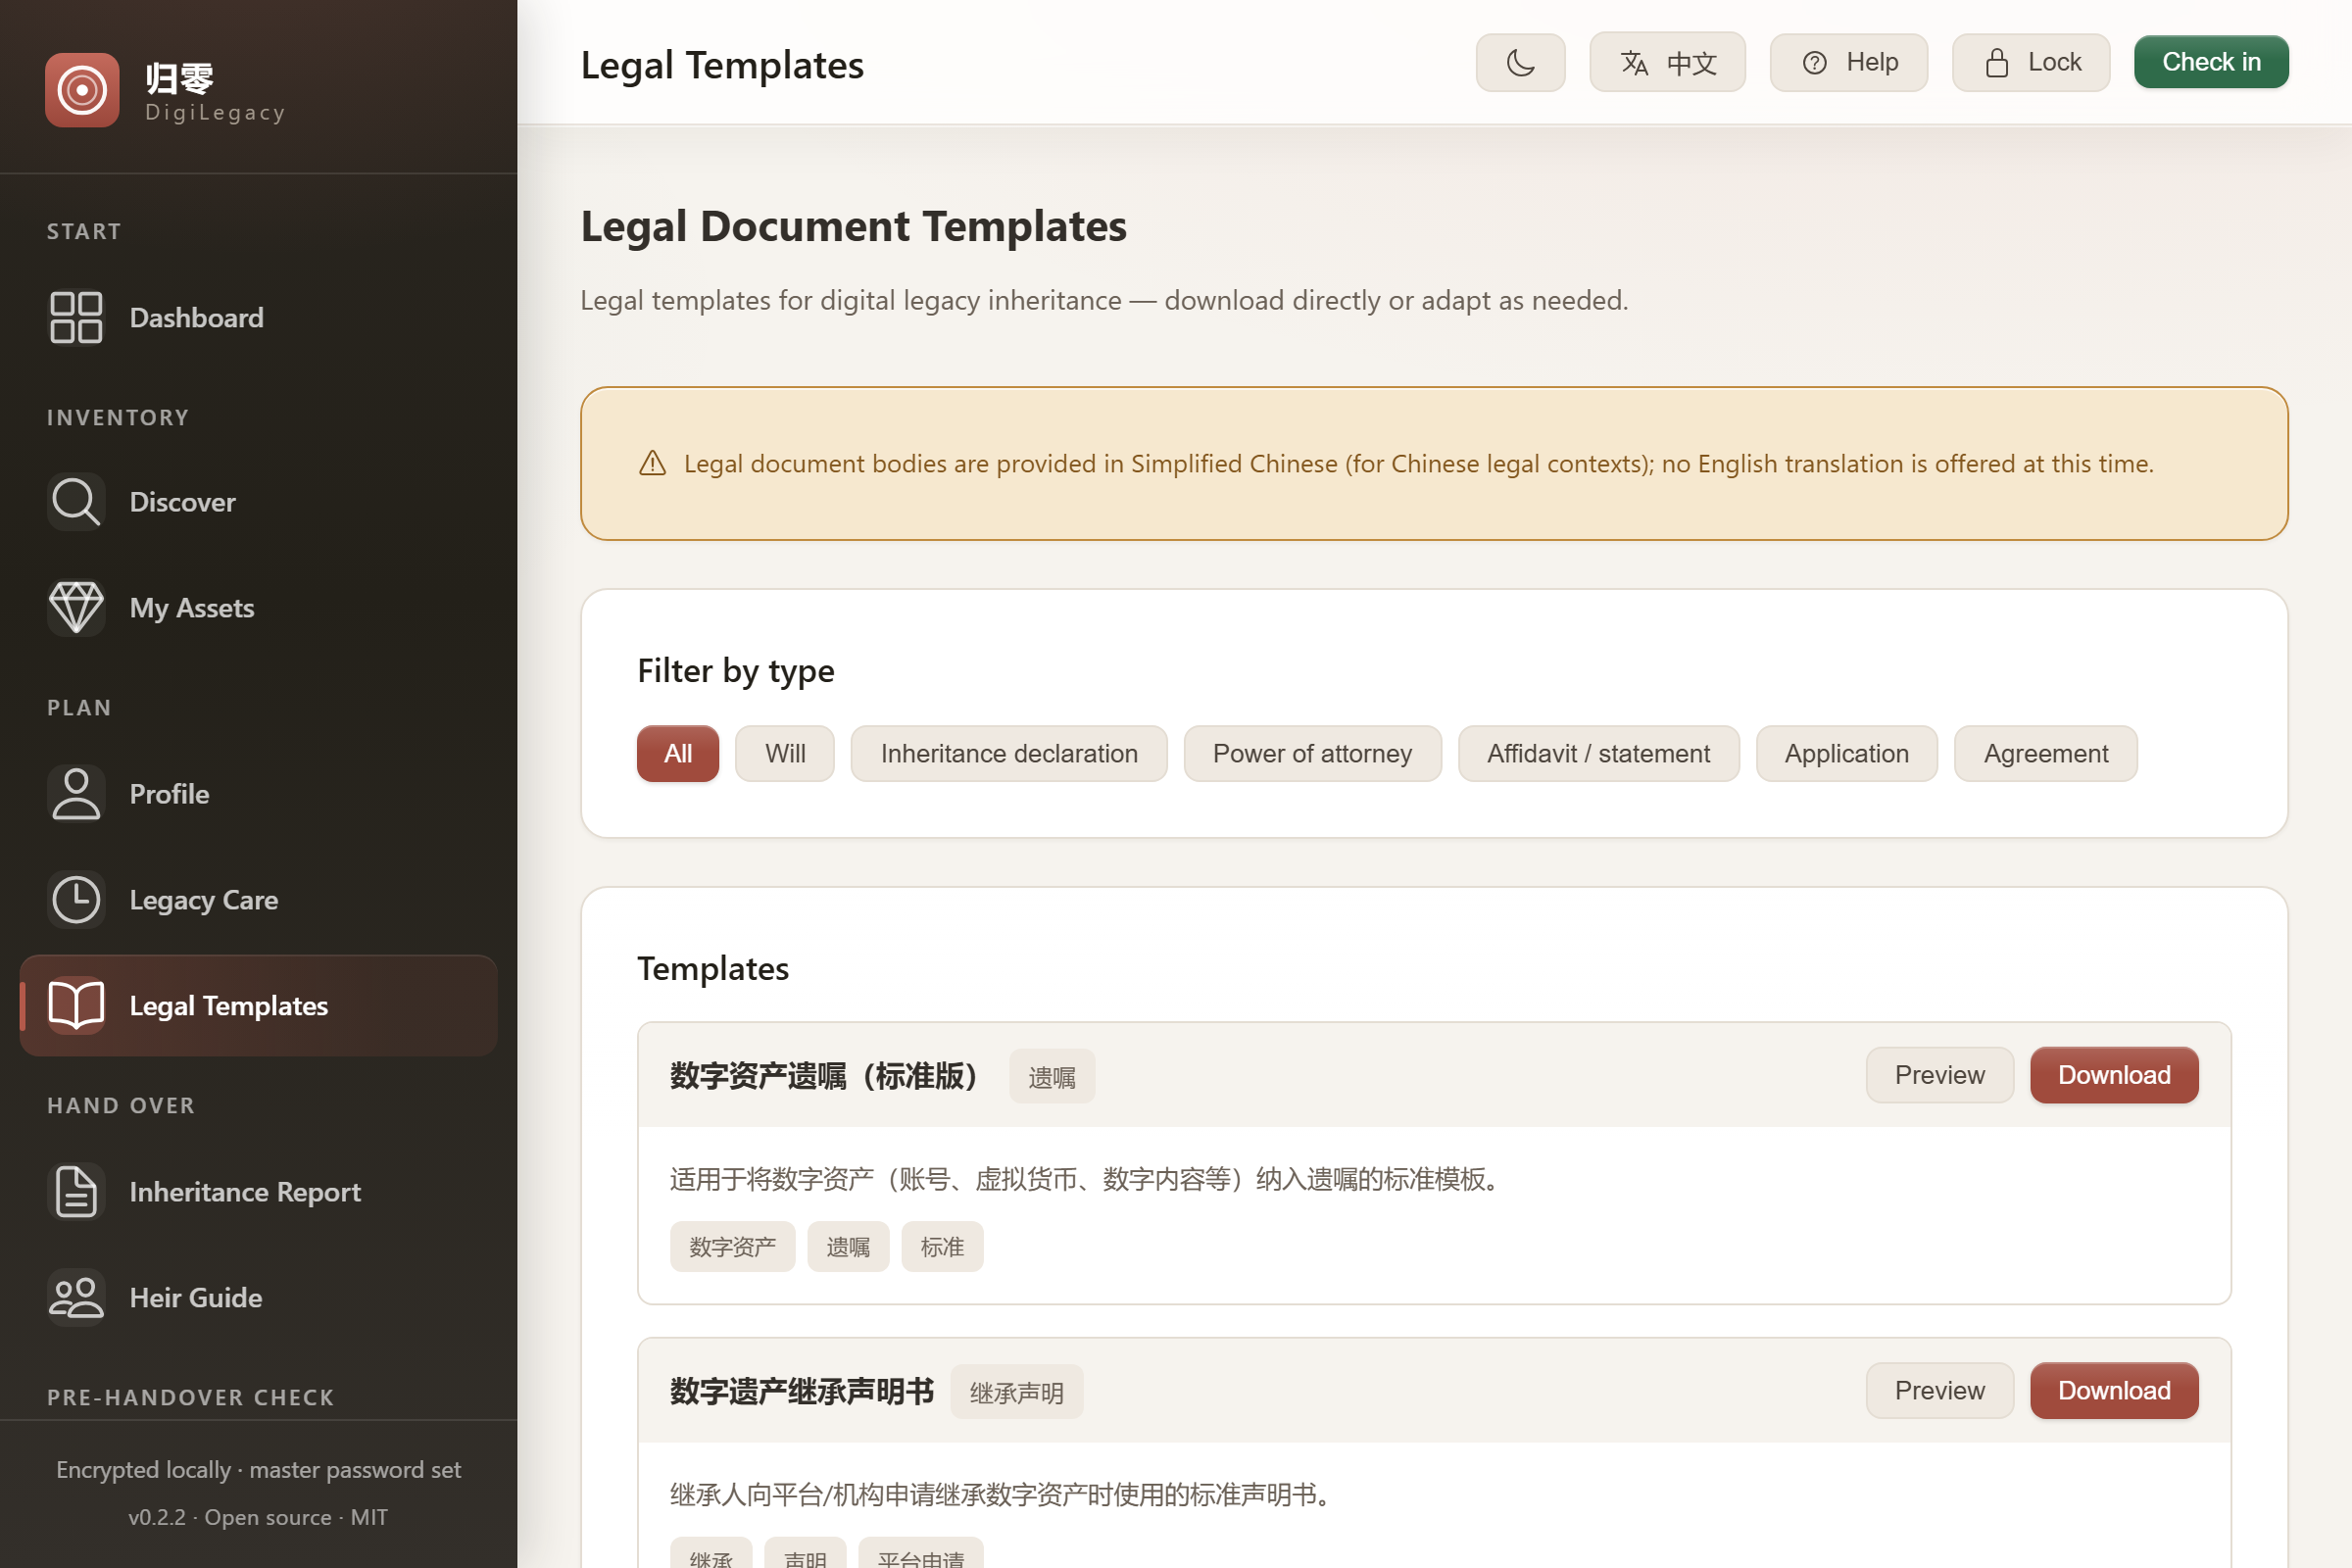 归零
DigiLegacy
START
Dashboard
INVENTORY
Discover
My Assets
PLAN
Profile
Legacy Care
Legal Templates
HAND OVER
Inheritance Report
Heir Guide
PRE-HANDOVER CHECK
Encrypted locally · master password set
v0.2.2 · Open source · MIT
Legal Templates
中文
Help
Lock
Check in
Legal Document Templates
Legal templates for digital legacy inheritance — download directly or adapt as needed.
Legal document bodies are provided in Simplified Chinese (for Chinese legal contexts); no English translation is offered at this time.
Filter by type
All Will Inheritance declaration Power of attorney Affidavit / statement Application Agreement
Templates
数字资产遗嘱（标准版） 遗嘱 Preview Download
适用于将数字资产（账号、虚拟货币、数字内容等）纳入遗嘱的标准模板。
数字资产 遗嘱 标准
数字遗产继承声明书 继承声明 Preview Download
继承人向平台/机构申请继承数字资产时使用的标准声明书。
继承 声明 平台申请